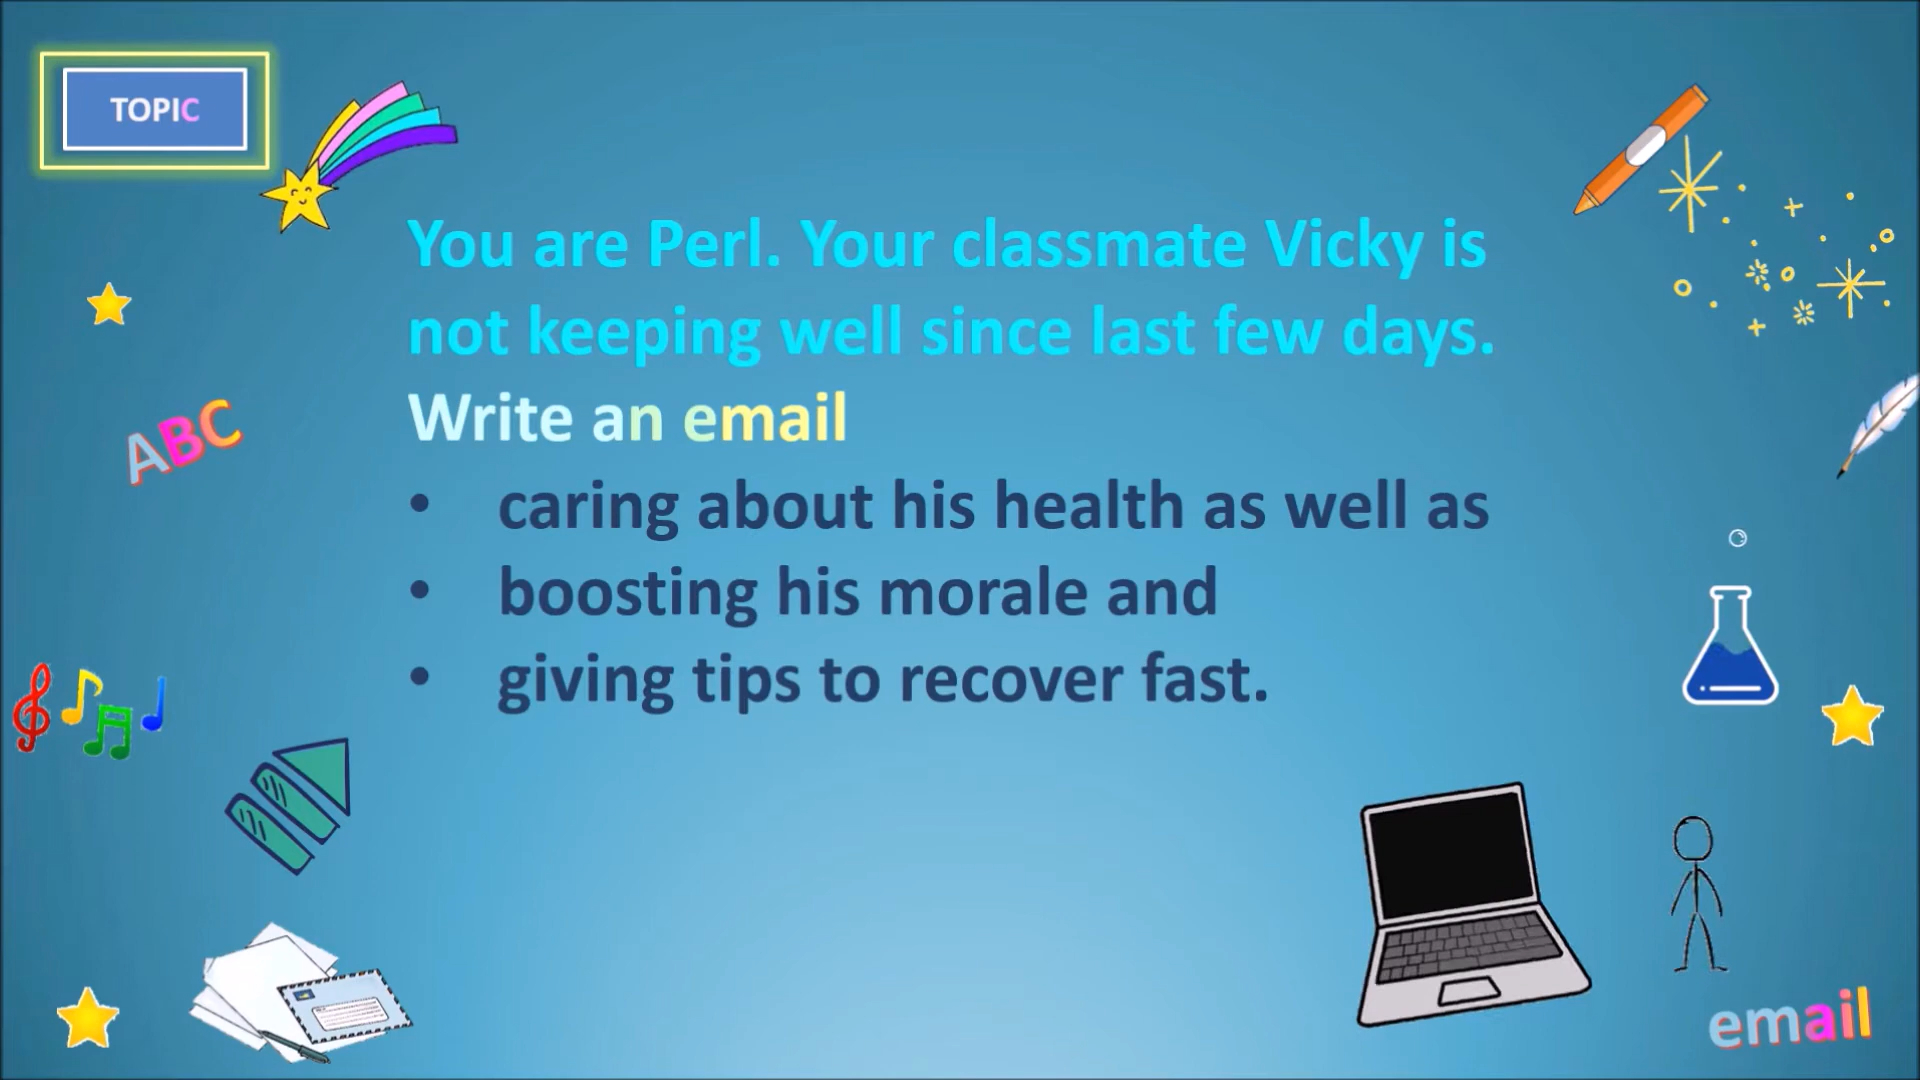 TOPIC
You are Perl. Your classmate Vicky is
not keeping well since last few days.
Write an email
• caring about his health as well as
• boosting his morale and
• giving tips to recover fast.
ABC
email